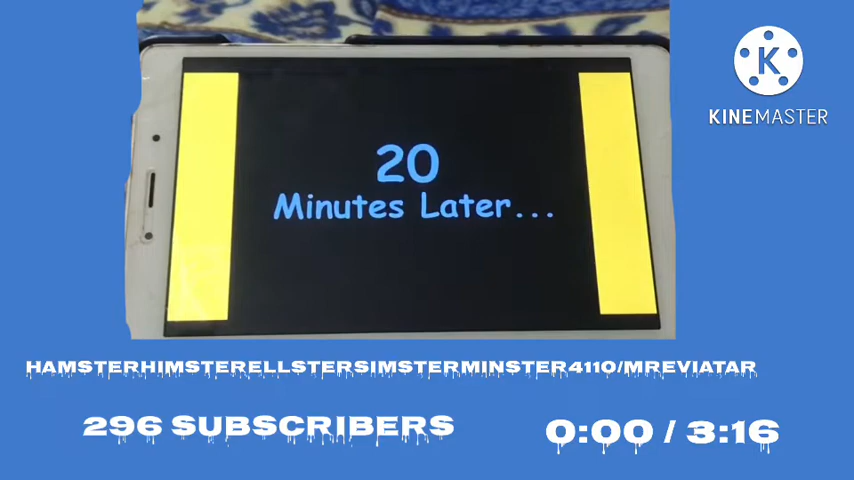 K
KINEMASTER
20
Minutes Later...
HAMSTERHIMSTERELLSTERSIMSTERMINSTER4110/MREVIATAR
296 SUBSCRIBERS
0:00 / 3:16